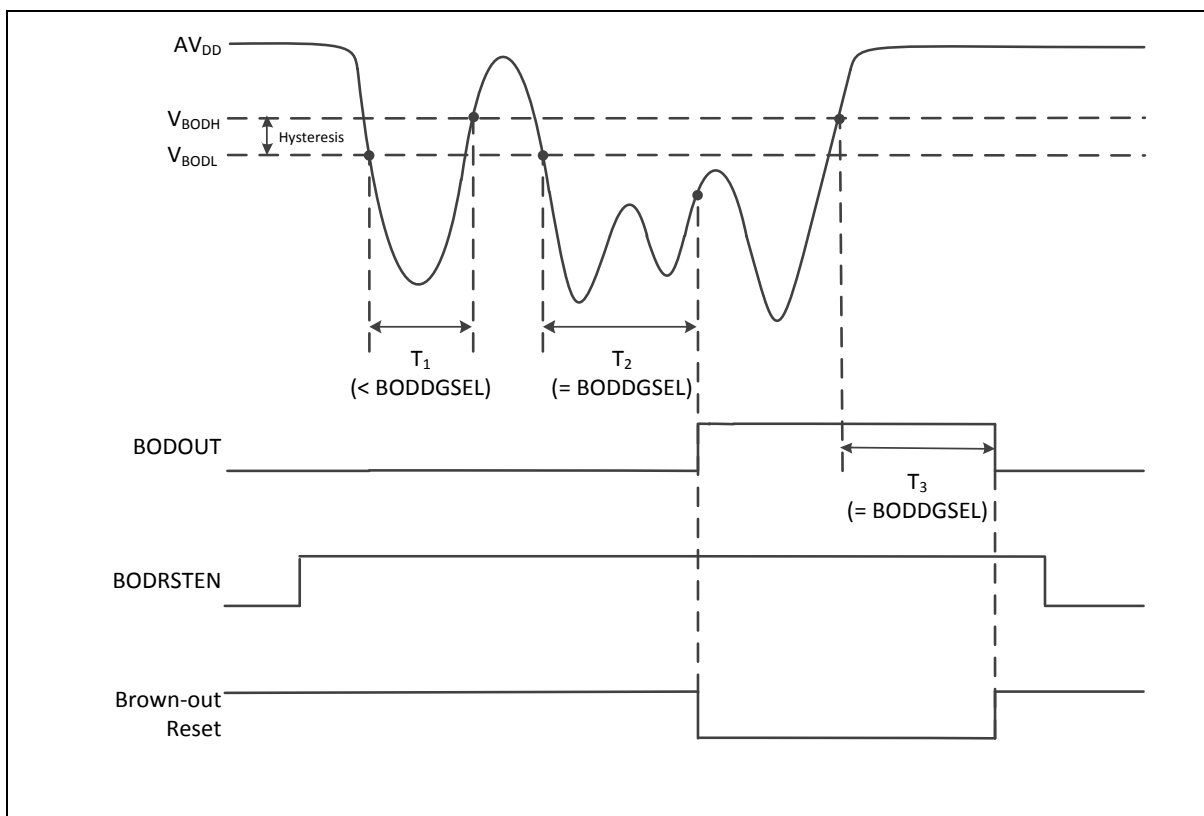 AVDD
VBODH
Hysteresis
VBODL
T1
(< BODDGSEL)
T2
(= BODDGSEL)
BODOUT
T3
(= BODDGSEL)
BODRSTEN
Brown-out
Reset